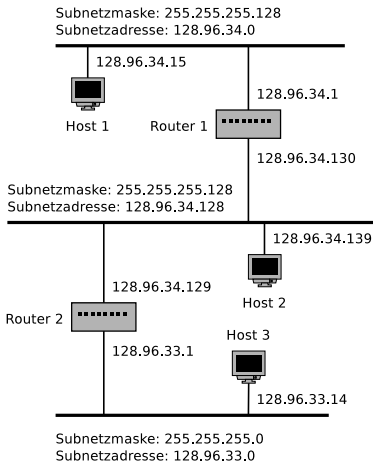 Subnetzmaske: 255.255.255.128
Subnetzadresse: 128.96.34.0
128.96.34.15
128.96.34.1
Host 1
Router 1
128.96.34.130
Subnetzmaske: 255.255.255.128
Subnetzadresse: 128.96.34.128
128.96.34.139
128.96.34.129
Host 2
Router 2
Host 3
128.96.33.1
128.96.33.14
Subnetzmaske: 255.255.255.0
Subnetzadresse: 128.96.33.0